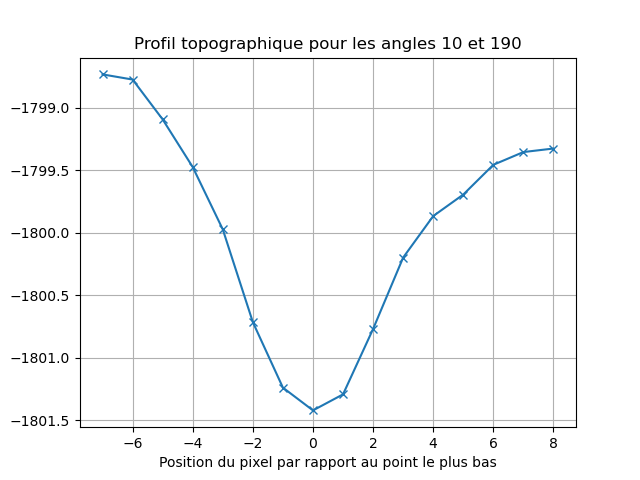 Profil topographique pour les angles 10 et 190
−1799.0
−1799.5
−1800.0
−1800.5
−1801.0
−1801.5
−6 −4 −2 0 2 4 6 8
Position du pixel par rapport au point le plus bas